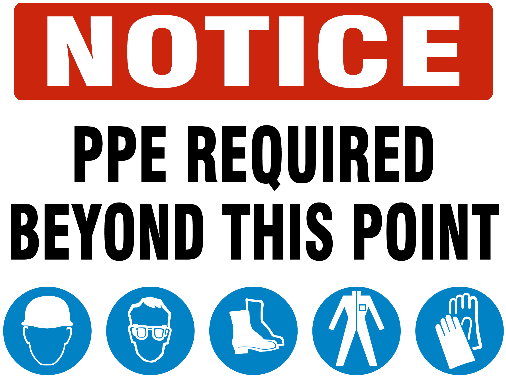 NOTICE
PPE REQUIRED
BEYOND THIS POINT